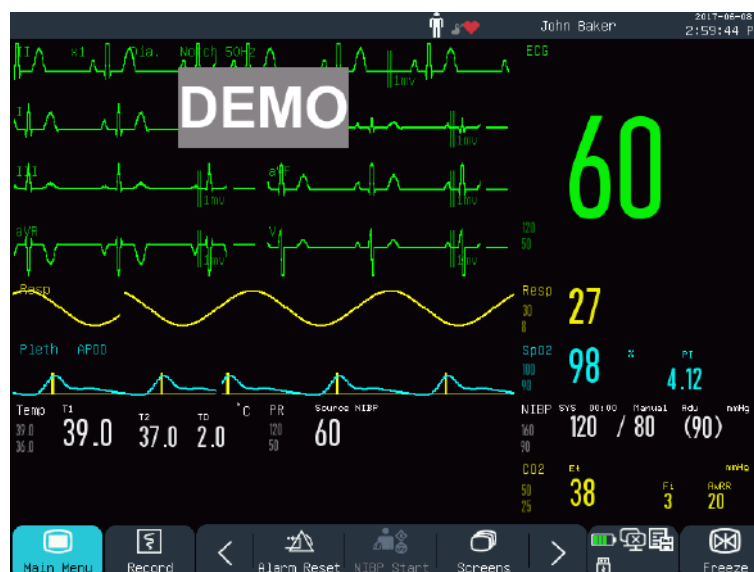 John Baker
2017-06-08
2:59:44 P
II x1 Dia. Notch 50Hz
1mv
DEMO
I
1mv
III aVF
1mv 1mv
aVR V
1mv 1mv
ECG
60
120
50
Resp
Resp
30
8
27
Pleth APOD
SpO2
100
90
98
%
PI
4.12
Temp
39.0
36.0
T1
39.0
T2
37.0
TD
2.0
°C
PR
120
50
Source NIBP
60
NIBP SYS 00:00 Manual Adu mmHg
160
90
120 / 80 (90)
CO2 Et mmHg
50
25
38
Fi
3
AwRR
20
Main Menu
Record
Alarm Reset
NIBP Start
Screens
Freeze